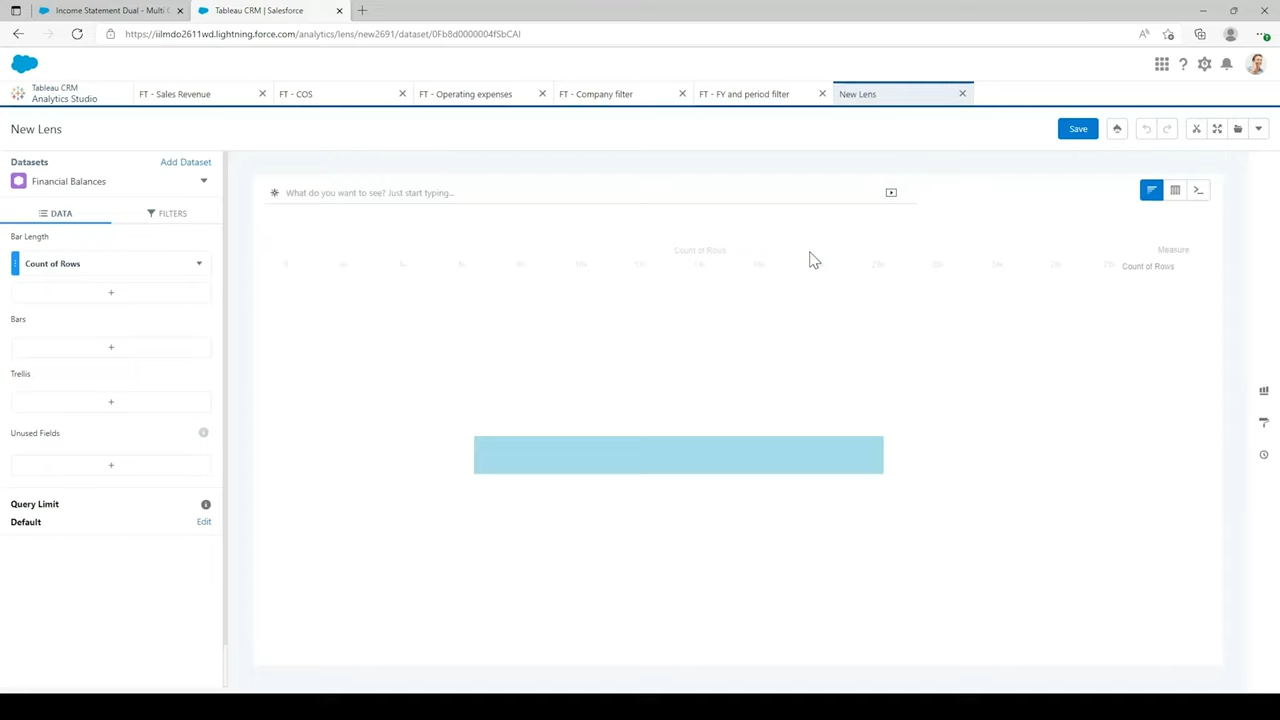 Income Statement Dual - Multi C
Tableau CRM | Salesforce
https://iilmdo2611wd.lightning.force.com/analytics/lens/new2691/dataset/0Fb8d0000004fSbCAI
Tableau CRM
Analytics Studio
FT - Sales Revenue
FT - COS
FT - Operating expenses
FT - Company filter
FT - FY and period filter
New Lens
New Lens
Save
Datasets
Add Dataset
Financial Balances
What do you want to see? Just start typing...
DATA
FILTERS
Bar Length
Count of Rows
Count of Rows
Measure
Count of Rows
Bars
Trellis
Unused Fields
Query Limit
Default
Edit